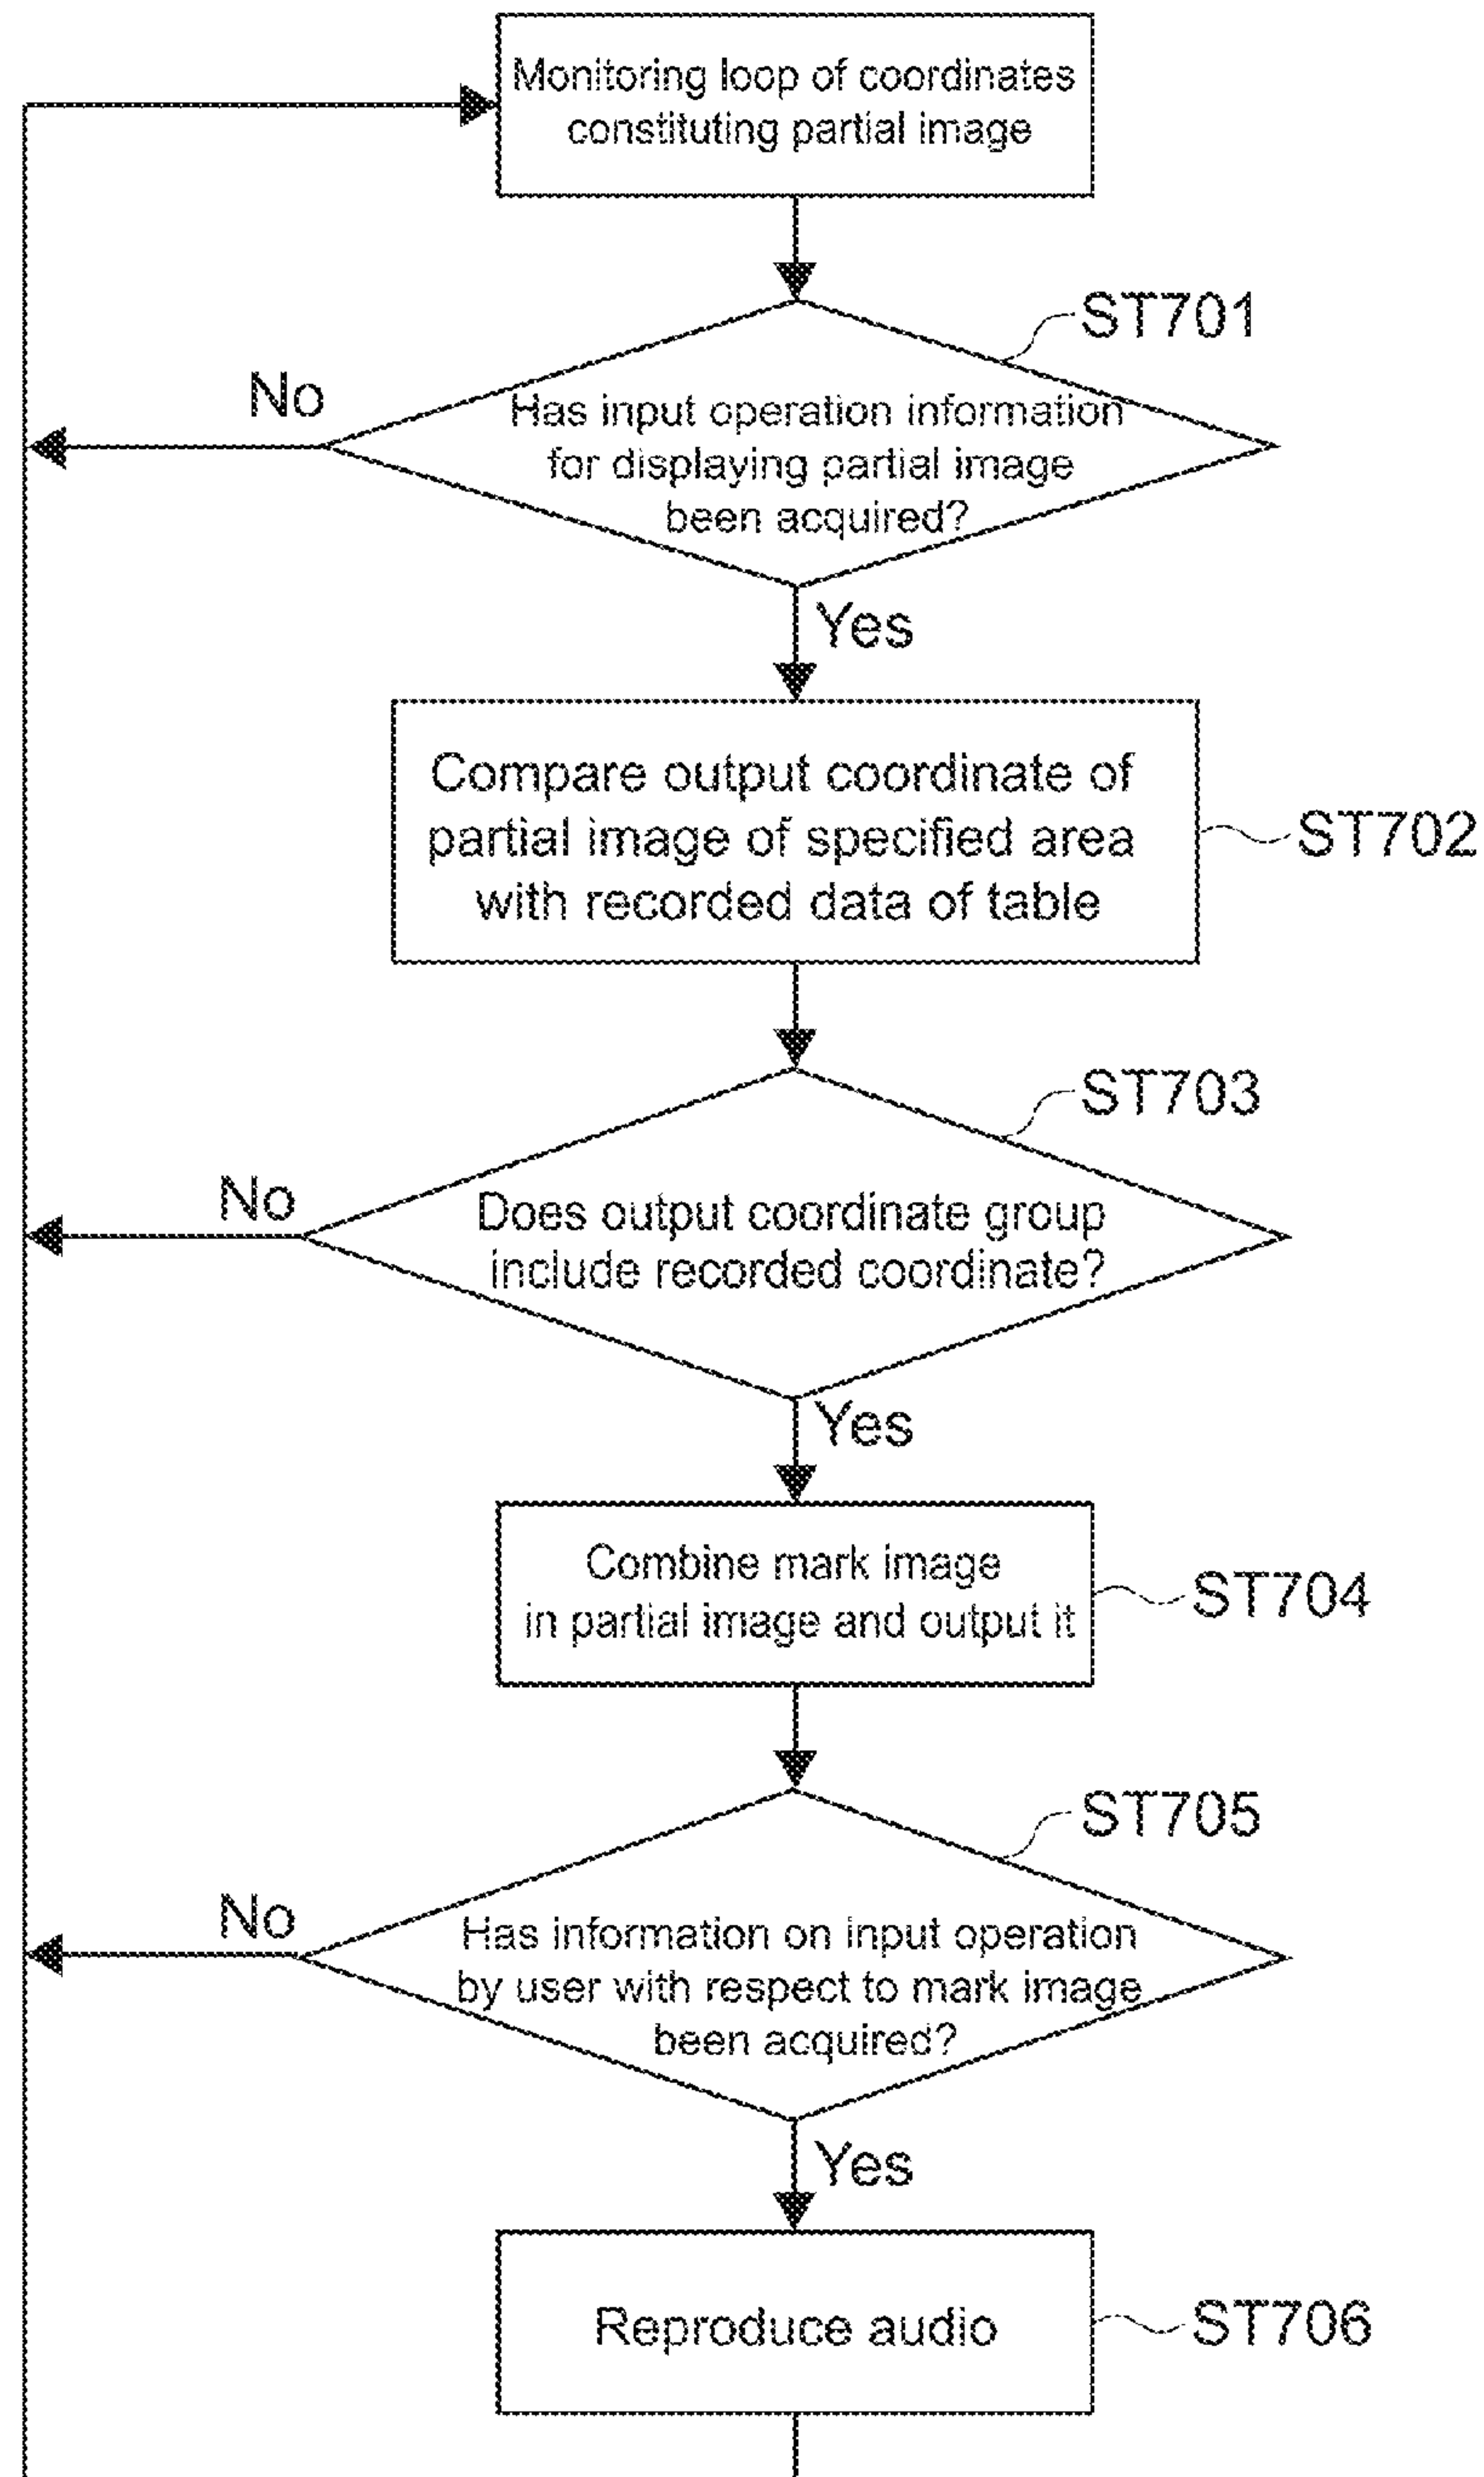 Monitoring loop of coordinates
constituting partial image
ST701
No
Has input operation information
for displaying partial image
been acquired?
Yes
Compare output coordinate of
partial image of specified area
with recorded data of table
ST702
ST703
No
Does output coordinate group
include recorded coordinate?
Yes
Combine mark image
in partial image and output it
ST704
ST705
No
Has information on input operation
by user with respect to mark image
been acquired?
Yes
Reproduce audio
ST706